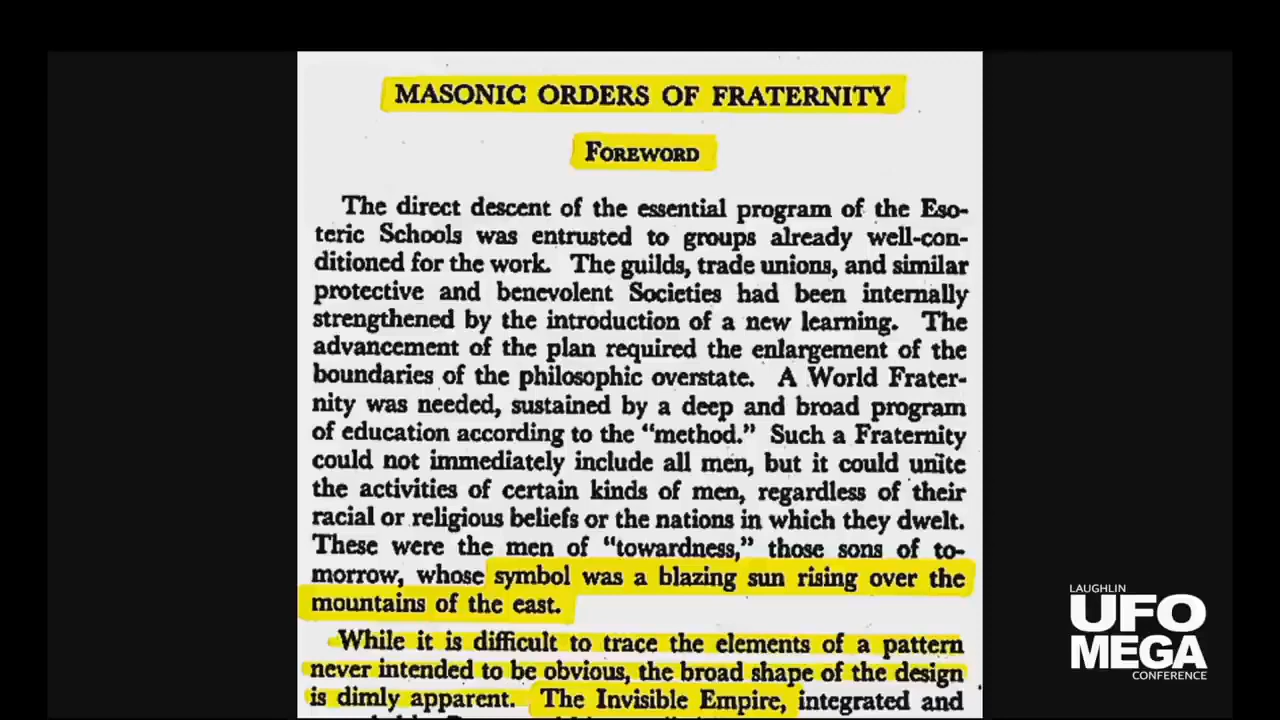 MASONIC ORDERS OF FRATERNITY
FOREWORD
The direct descent of the essential program of the Eso-
teric Schools was entrusted to groups already well-con-
ditioned for the work. The guilds, trade unions, and similar
protective and benevolent Societies had been internally
strengthened by the introduction of a new learning. The
advancement of the plan required the enlargement of the
boundaries of the philosophic overstate. A World Frater-
nity was needed, sustained by a deep and broad program
of education according to the “method.” Such a Fraternity
could not immediately include all men, but it could unite
the activities of certain kinds of men, regardless of their
racial or religious beliefs or the nations in which they dwelt.
These were the men of “towardness,” those sons of to-
morrow, whose symbol was a blazing sun rising over the
mountains of the east.
While it is difficult to trace the elements of a pattern
never intended to be obvious, the broad shape of the design
is dimly apparent. The Invisible Empire, integrated and
LAUGHLIN
UFO
MEGA
CONFERENCE